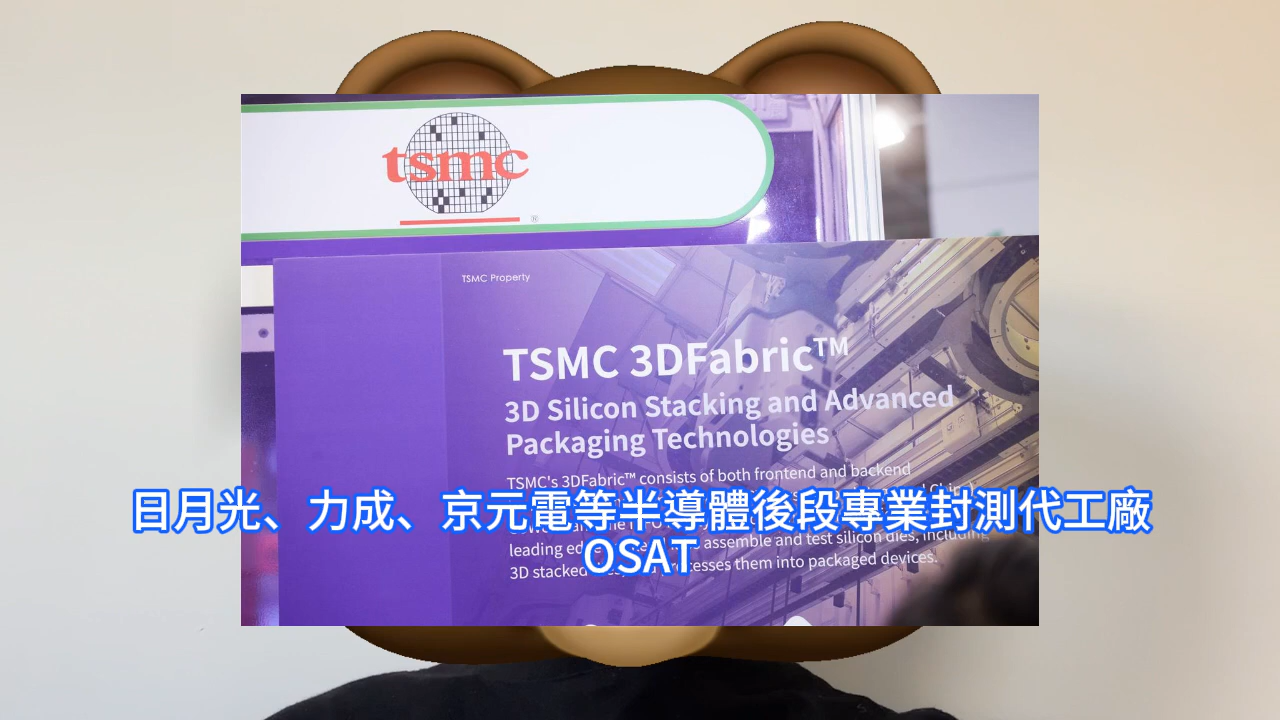 tsmc
®
TSMC Property
TSMC 3DFabric™
3D Silicon Stacking and Advanced
Packaging Technologies
TSMC's 3DFabric™ consists of both frontend and backend
日月光、力成、京元電等半導體後段專業封測代工廠
OSAT
leading edge assemble and test silicon dies, including
3D stacked processes them into packaged devices.